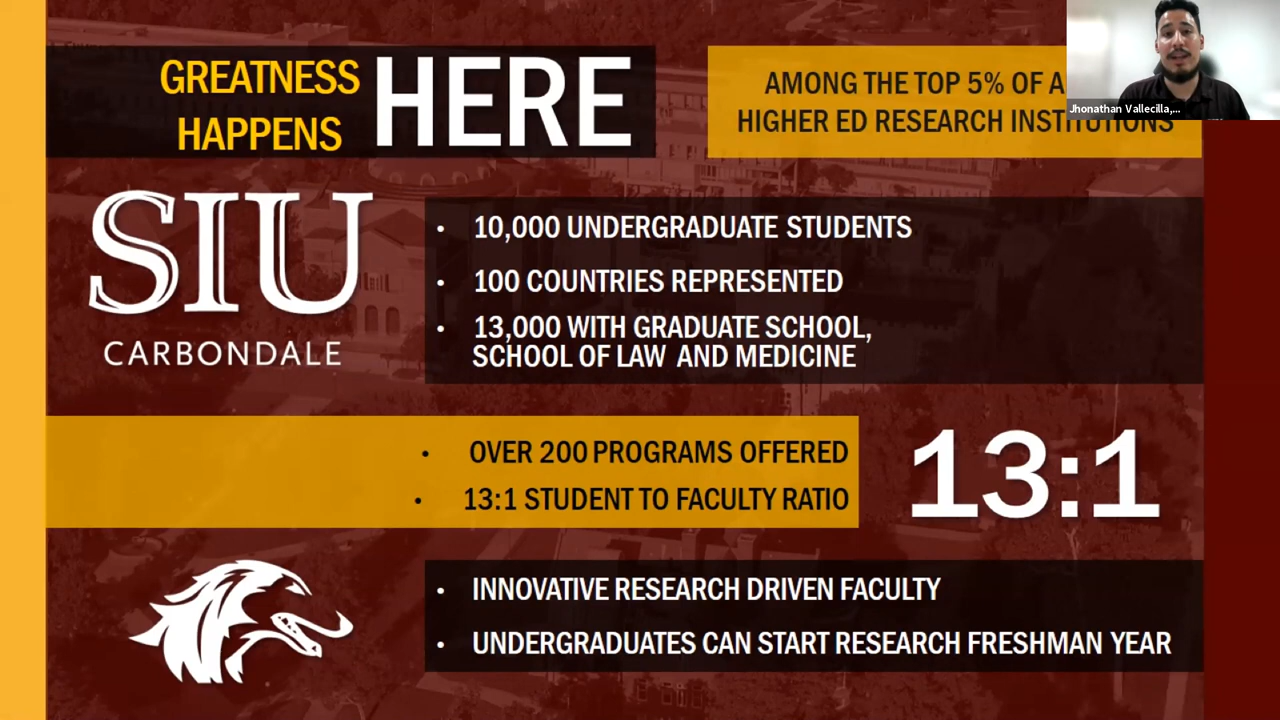 GREATNESS
HAPPENS
HERE
AMONG THE TOP 5% OF A
HIGHER ED RESEARCH INSTITUTIONS
Jhonathan Vallecilla,...
SIU
CARBONDALE
• 10,000 UNDERGRADUATE STUDENTS
• 100 COUNTRIES REPRESENTED
• 13,000 WITH GRADUATE SCHOOL,
SCHOOL OF LAW AND MEDICINE
• OVER 200 PROGRAMS OFFERED
• 13:1 STUDENT TO FACULTY RATIO
13:1
• INNOVATIVE RESEARCH DRIVEN FACULTY
• UNDERGRADUATES CAN START RESEARCH FRESHMAN YEAR